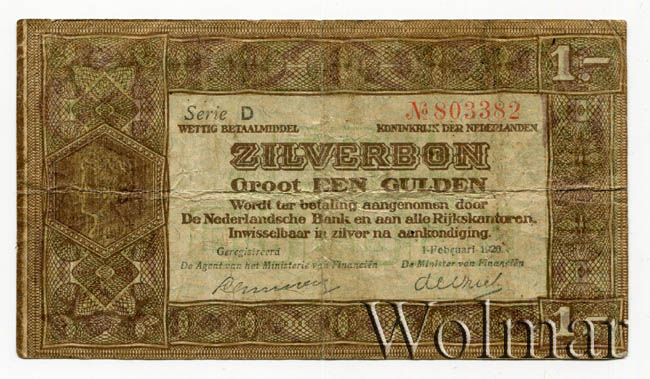 1.-
Serie D № 803382
WETTIG BETAALMIDDEL KONINKRIJK DER NEDERLANDEN
ZILVERBON
Groot EEN GULDEN
Wordt ter betaling aangenomen door
De Nederlandsche Bank en aan alle Rijkskantoren.
Inwisselbaar in zilver na aankondiging.
Geregistreerd 1 Februari 1920.
De Agent van het Ministerie van Financiën De Minister van Financiën
de Vries
1.-
Wolmar